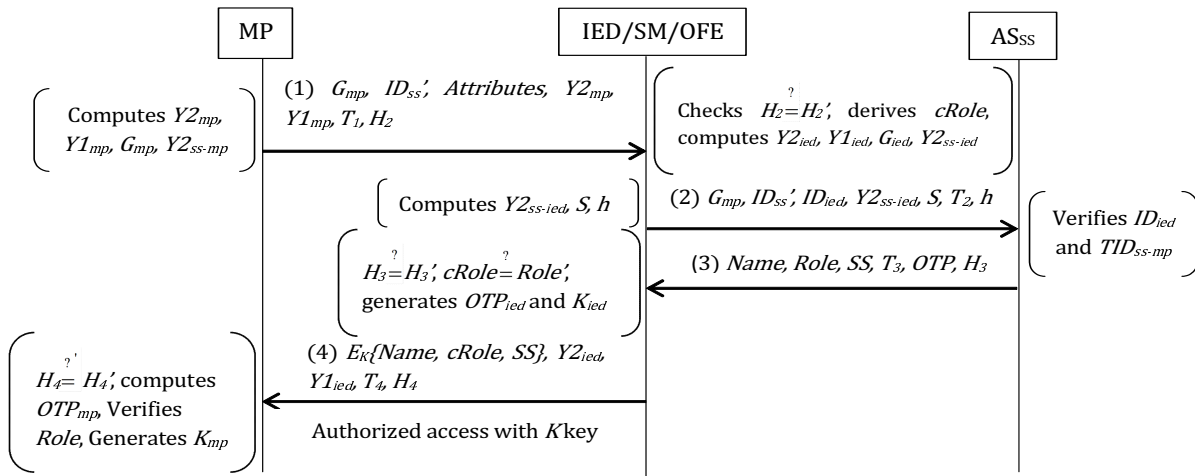 MP
IED/SM/OFE
ASss
(1) Gmp, IDss', Attributes, Y2mp,
Y1mp, T1, H2
Computes Y2mp,
Y1mp, Gmp, Y2ss-mp
Checks H2 ?= H2', derives cRole,
computes Y2ied, Y1ied, Gied, Y2ss-ied
Computes Y2ss-ied, S, h
(2) Gmp, IDss', IDied, Y2ss-ied, S, T2, h
Verifies IDied
and TIDss-mp
H3 ?= H3', cRole ?= Role',
generates OTPied and Kied
(3) Name, Role, SS, T3, OTP, H3
(4) EK{Name, cRole, SS}, Y2ied,
Y1ied, T4, H4
H4 ?'= H4', computes
OTPmp, Verifies
Role, Generates Kmp
Authorized access with K key